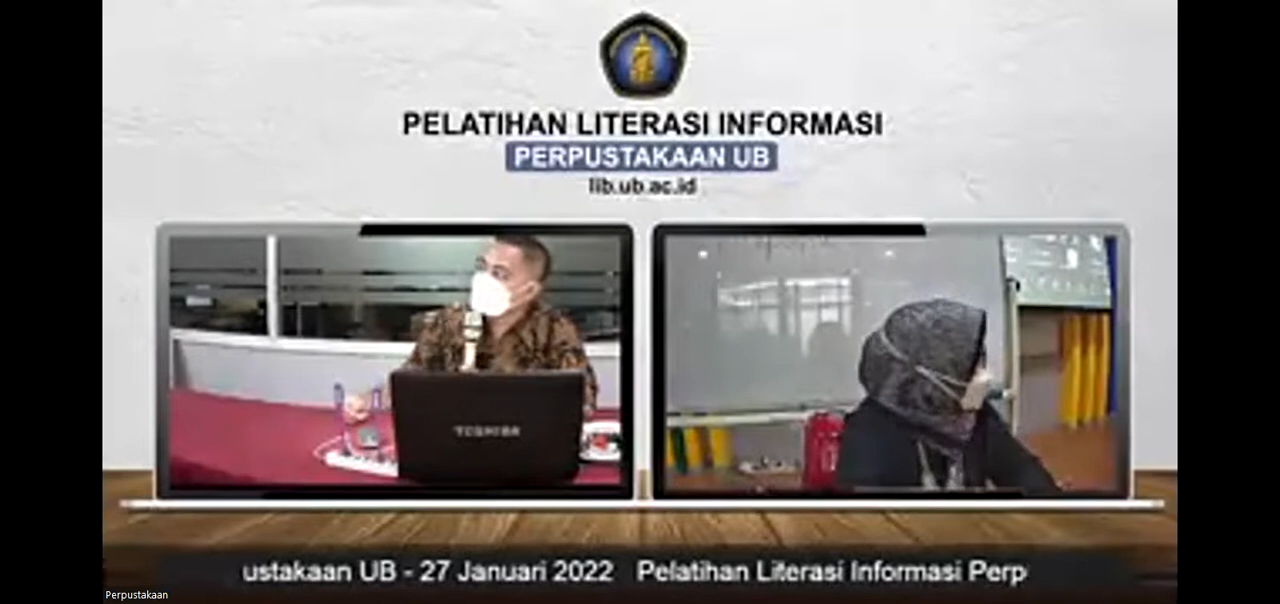 PELATIHAN LITERASI INFORMASI
PERPUSTAKAAN UB
lib.ub.ac.id
TOSHIBA
ustakaan UB - 27 Januari 2022 Pelatihan Literasi Informasi Perp
Perpustakaan